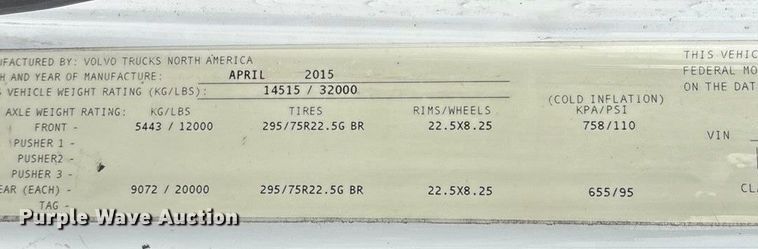 UFACTURED BY: VOLVO TRUCKS NORTH AMERICA
H AND YEAR OF MANUFACTURE: APRIL 2015
VEHICLE WEIGHT RATING (KG/LBS): 14515 / 32000
AXLE WEIGHT RATING: KG/LBS TIRES RIMS/WHEELS (COLD INFLATION) KPA/PSI
FRONT - 5443 / 12000 295/75R22.5G BR 22.5X8.25 758/110
PUSHER 1 -
PUSHER2 -
PUSHER 3 -
EAR (EACH) - 9072 / 20000 295/75R22.5G BR 22.5X8.25 655/95
TAG -
THIS VEHIC
FEDERAL MO
ON THE DAT
VIN
CL
Purple Wave Auction